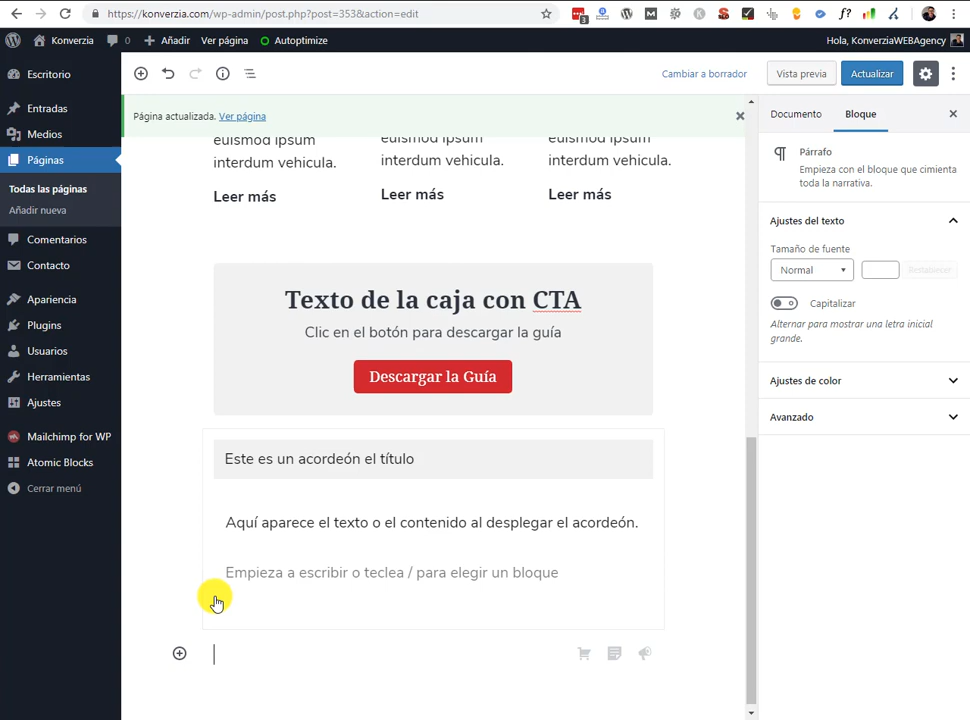 https://konverzia.com/wp-admin/post.php?post=353&action=edit
Konverzia
0
Añadir
Ver página
Autoptimize
Hola, KonverziaWEBAgency
Escritorio
Entradas
Medios
Páginas
Todas las páginas
Añadir nueva
Comentarios
Contacto
Apariencia
Plugins
Usuarios
Herramientas
Ajustes
Mailchimp for WP
Atomic Blocks
Cerrar menú
Cambiar a borrador
Vista previa
Actualizar
Página actualizada. Ver página
euismod ipsum
interdum vehicula.
Leer más
euismod ipsum
interdum vehicula.
Leer más
euismod ipsum
interdum vehicula.
Leer más
Texto de la caja con CTA
Clic en el botón para descargar la guía
Descargar la Guía
Este es un acordeón el título
Aquí aparece el texto o el contenido al desplegar el acordeón.
Empieza a escribir o teclea / para elegir un bloque
Documento
Bloque
Párrafo
Empieza con el bloque que cimienta
toda la narrativa.
Ajustes del texto
Tamaño de fuente
Normal
Restablecer
Capitalizar
Alternar para mostrar una letra inicial
grande.
Ajustes de color
Avanzado